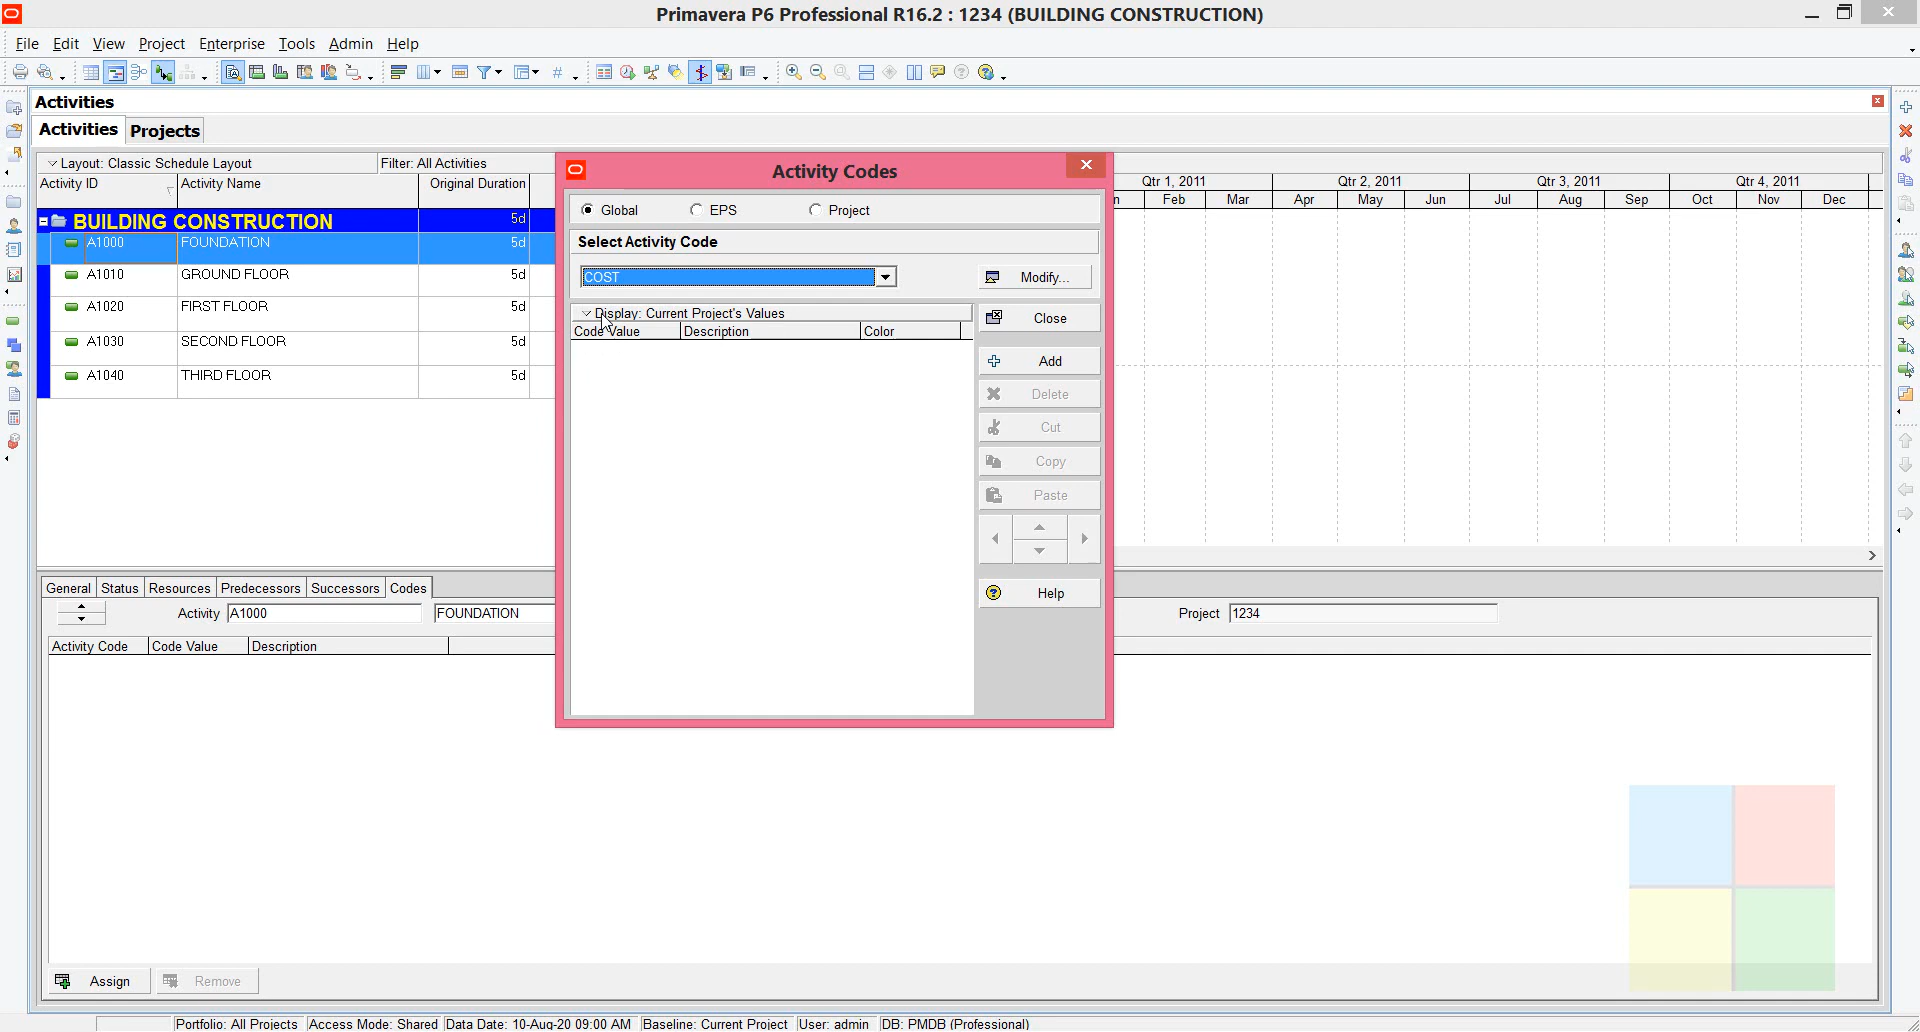 Primavera P6 Professional R16.2 : 1234 (BUILDING CONSTRUCTION)
File Edit View Project Enterprise Tools Admin Help
Activities
Activities Projects
Layout: Classic Schedule Layout Filter: All Activities
Activity ID Activity Name Original Duration
Qtr 1, 2011 Qtr 2, 2011 Qtr 3, 2011 Qtr 4, 2011
n Feb Mar Apr May Jun Jul Aug Sep Oct Nov Dec
BUILDING CONSTRUCTION 5d
A1000 FOUNDATION 5d
A1010 GROUND FLOOR 5d
A1020 FIRST FLOOR 5d
A1030 SECOND FLOOR 5d
A1040 THIRD FLOOR 5d
Activity Codes
Global EPS Project
Select Activity Code
COST Modify...
Display: Current Project's Values
Code Value Description Color
Close
Add
Delete
Cut
Copy
Paste
Help
General Status Resources Predecessors Successors Codes
Activity A1000 FOUNDATION Project 1234
Activity Code Code Value Description
Assign Remove
Portfolio: All Projects Access Mode: Shared Data Date: 10-Aug-20 09:00 AM Baseline: Current Project User: admin DB: PMDB (Professional)